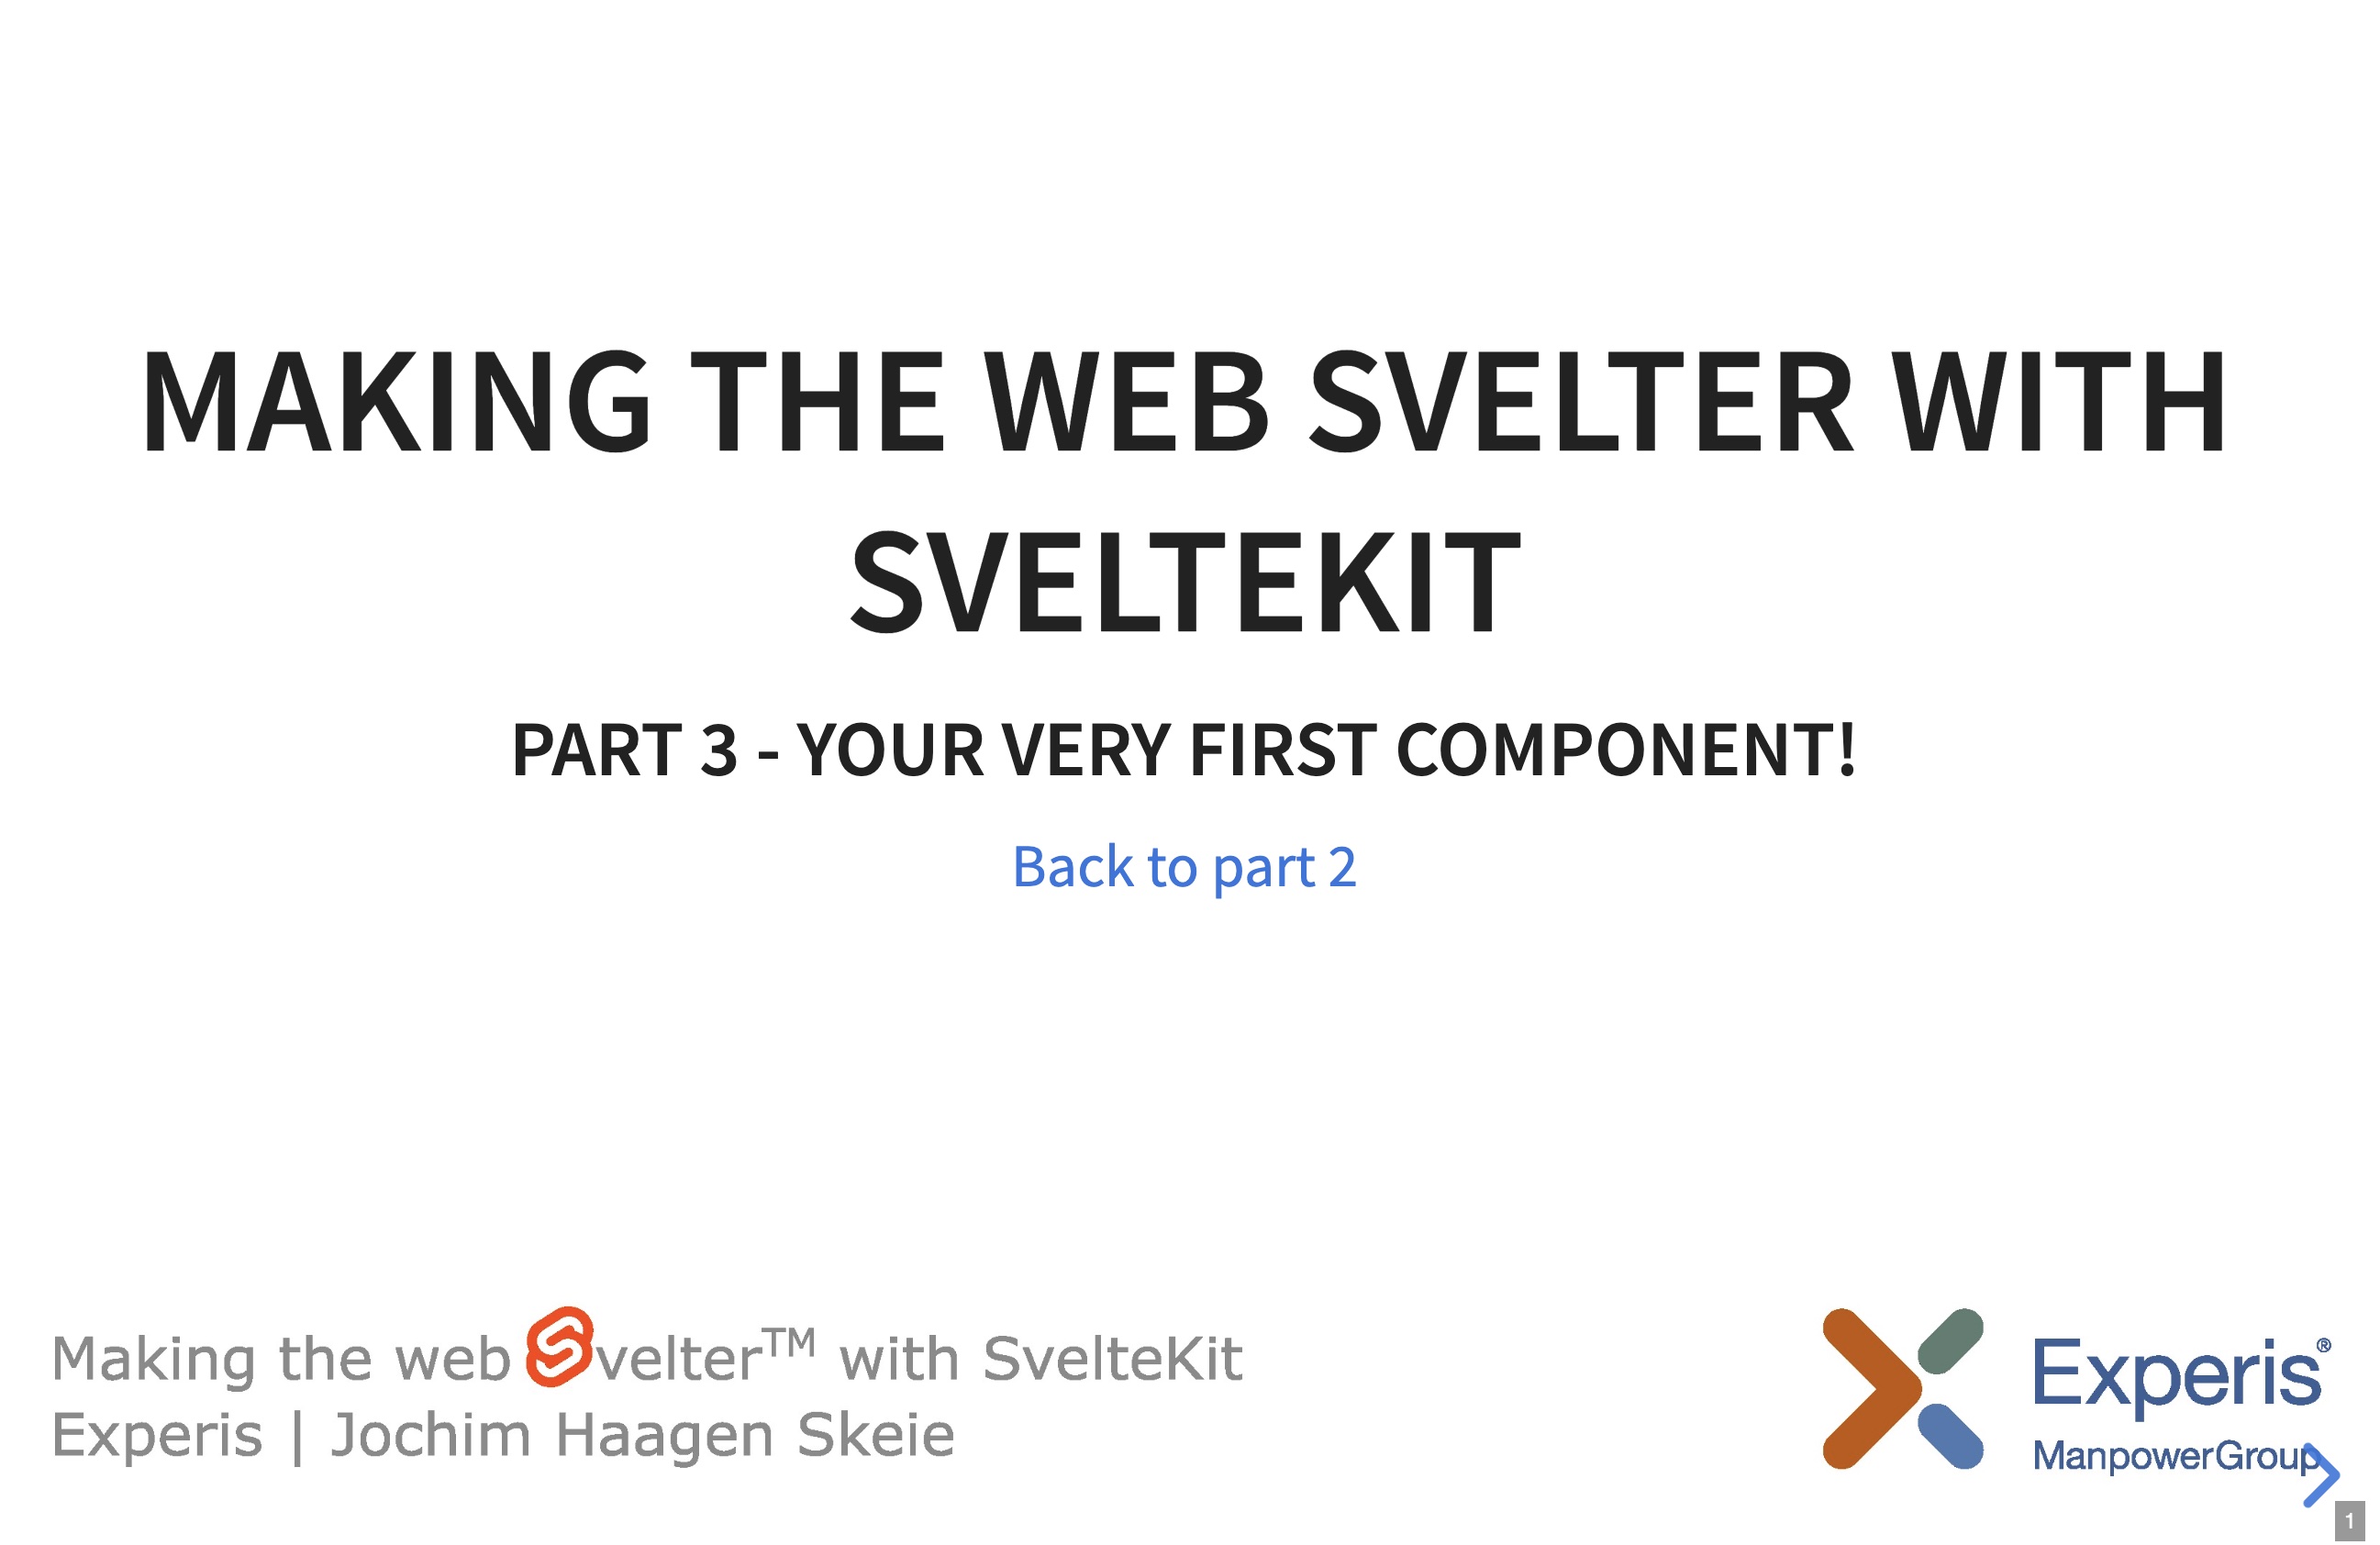 MAKING THE WEB SVELTER WITH
SVELTEKIT
PART 3 - YOUR VERY FIRST COMPONENT!
Back to part 2
Making the web Svelter™ with SvelteKit
Experis | Jochim Haagen Skeie
Experis®
ManpowerGroup
1